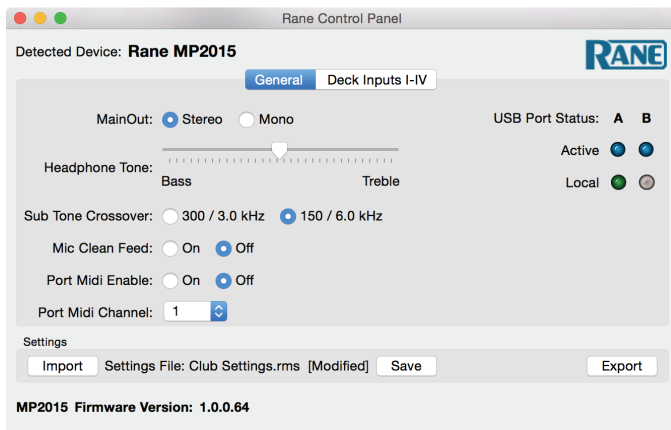 Rane Control Panel
Detected Device: Rane MP2015
RANE
General Deck Inputs I-IV
MainOut: Stereo Mono
USB Port Status: A B
Active
Headphone Tone:
Bass Treble
Local
Sub Tone Crossover: 300 / 3.0 kHz 150 / 6.0 kHz
Mic Clean Feed: On Off
Port Midi Enable: On Off
Port Midi Channel: 1
Settings
Import Settings File: Club Settings.rms [Modified] Save Export
MP2015 Firmware Version: 1.0.0.64